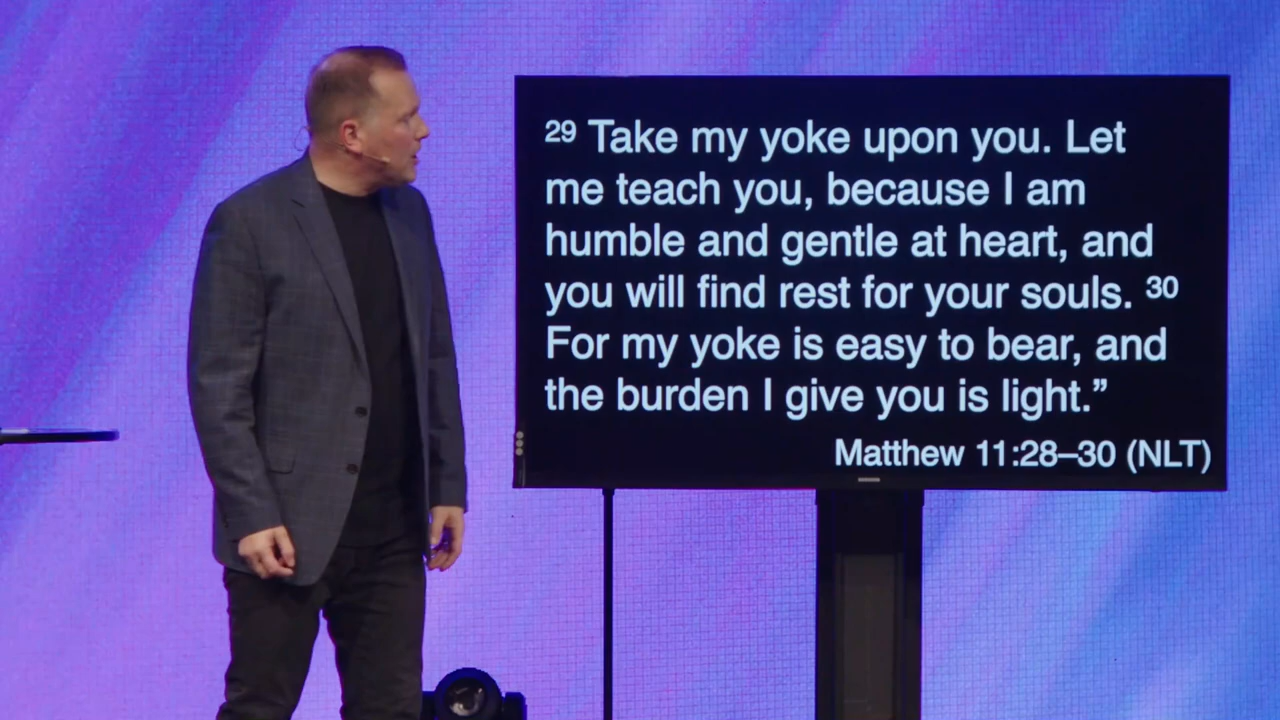 29 Take my yoke upon you. Let
me teach you, because I am
humble and gentle at heart, and
you will find rest for your souls. 30
For my yoke is easy to bear, and
the burden I give you is light.”
Matthew 11:28–30 (NLT)